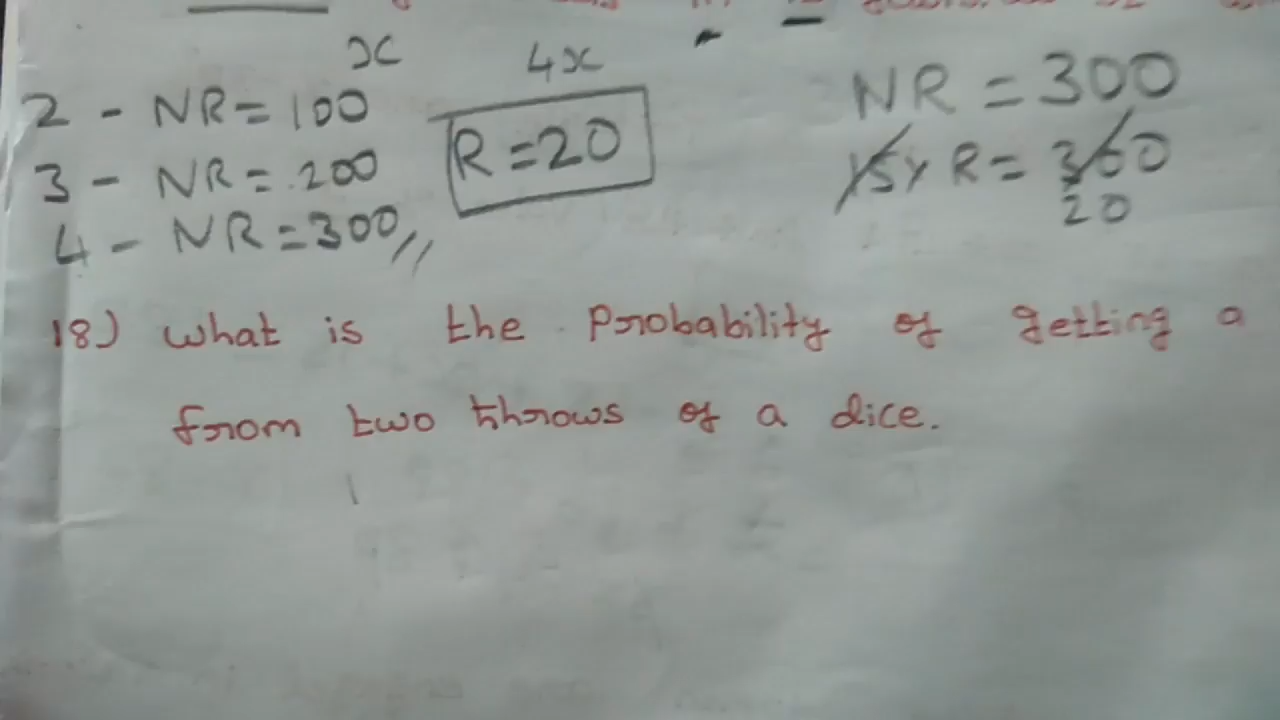 x 4x
2 - NR = 100 R = 20 NR = 300
3 - NR = 200 15 x R = 300
4 - NR = 300 // 20
18) What is the Probability of getting a
from two throws of a dice.